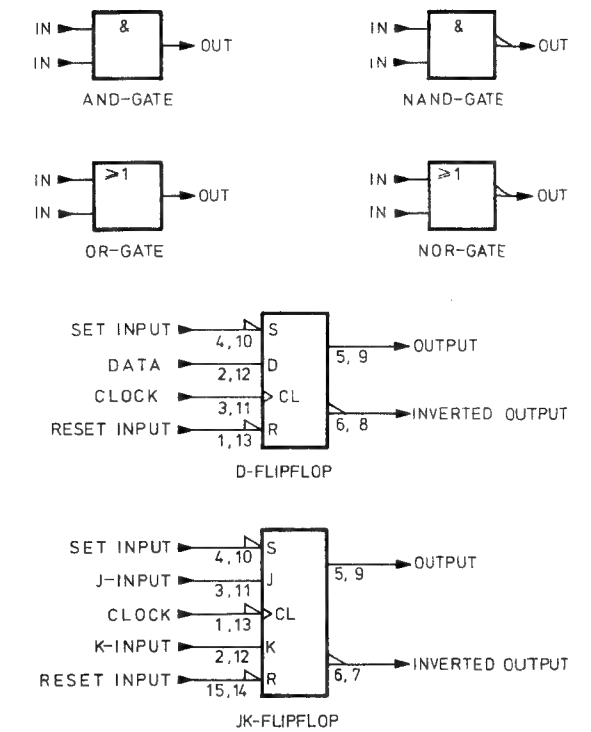 IN & OUT
IN
AND-GATE
IN & OUT
IN
NAND-GATE
IN ⩾1 OUT
IN
OR-GATE
IN ⩾1 OUT
IN
NOR-GATE
SET INPUT 4,10 S
DATA 2,12 D
CLOCK 3,11 CL
RESET INPUT 1,13 R
5, 9 OUTPUT
6, 8 INVERTED OUTPUT
D-FLIPFLOP
SET INPUT 4,10 S
J-INPUT 3,11 J
CLOCK 1,13 CL
K-INPUT 2,12 K
RESET INPUT 15,14 R
5, 9 OUTPUT
6,7 INVERTED OUTPUT
JK-FLIPFLOP